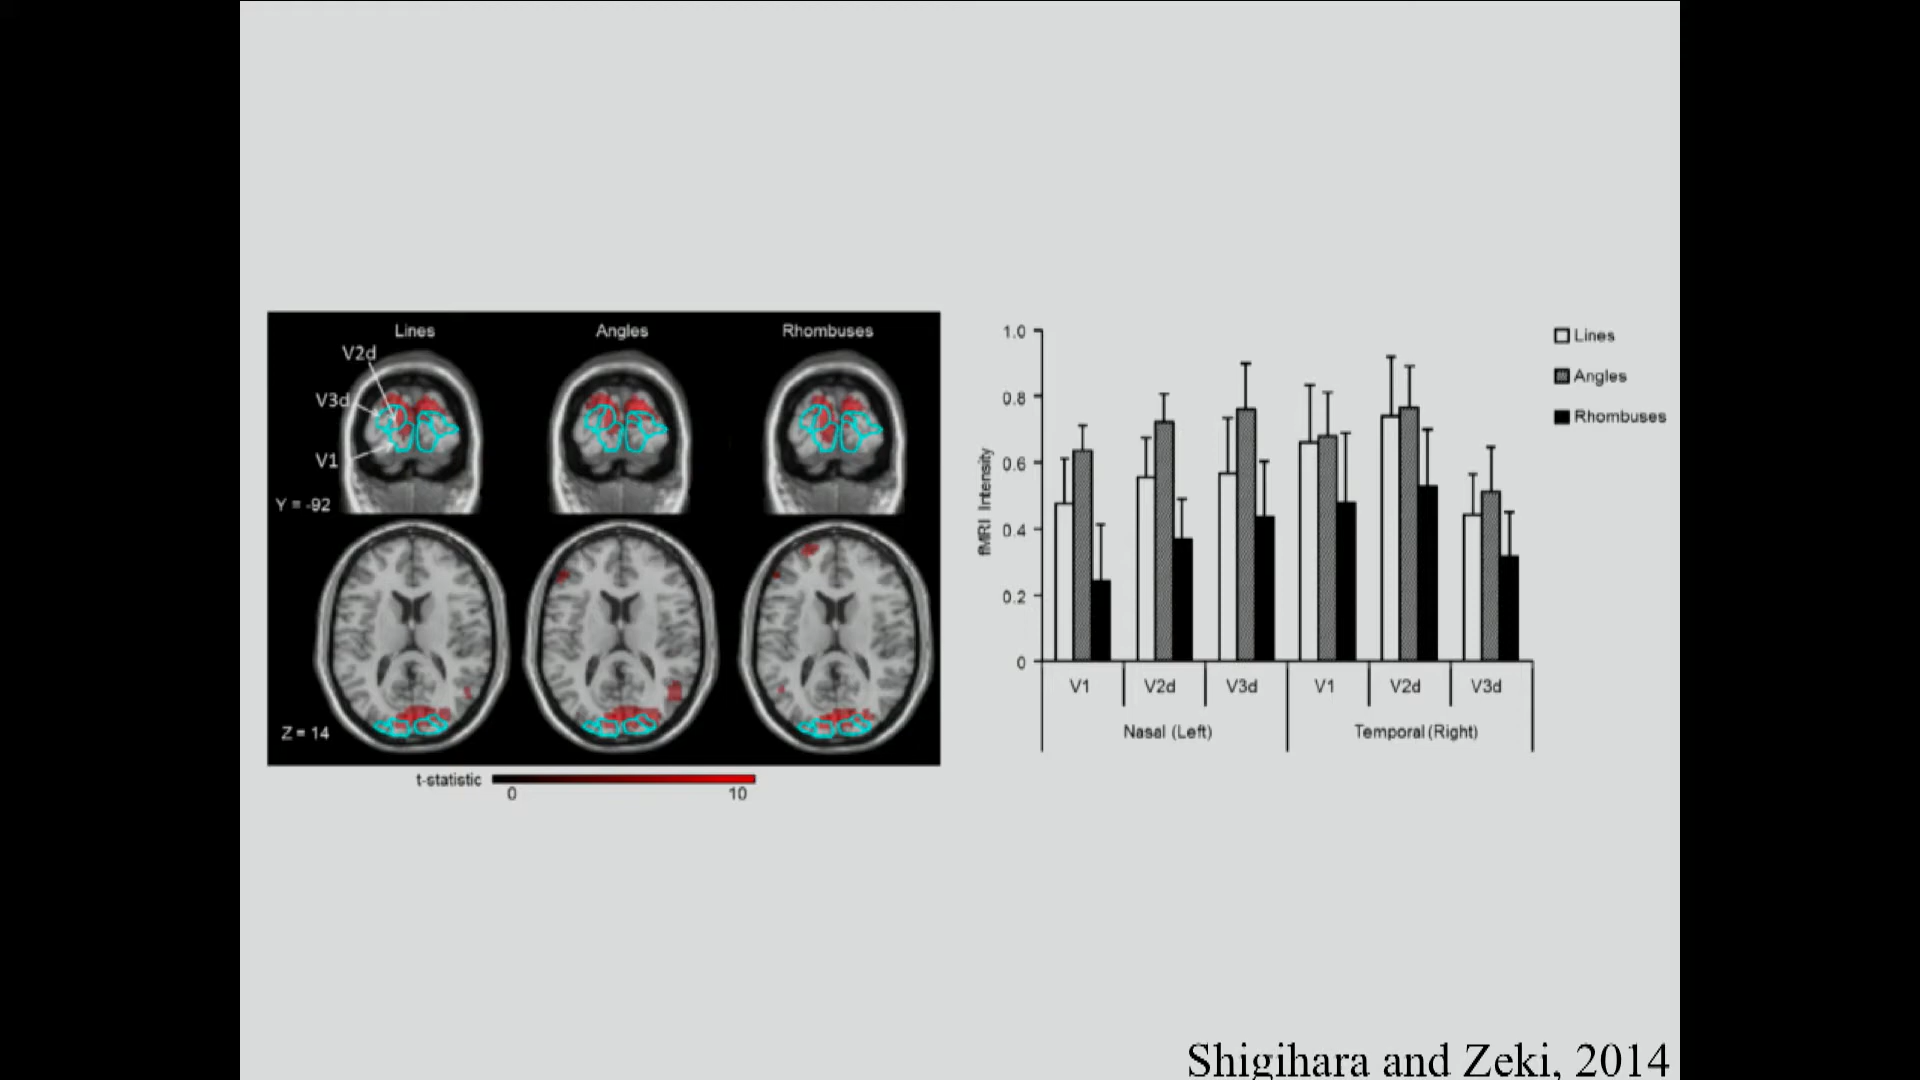 Lines Angles Rhombuses
V2d
V3d
V1
Y = -92
Z = 14
t-statistic
0 10
fMRI Intensity
1.0
0.8
0.6
0.4
0.2
0
V1 V2d V3d V1 V2d V3d
Nasal (Left) Temporal (Right)
Lines
Angles
Rhombuses
Shigihara and Zeki, 2014